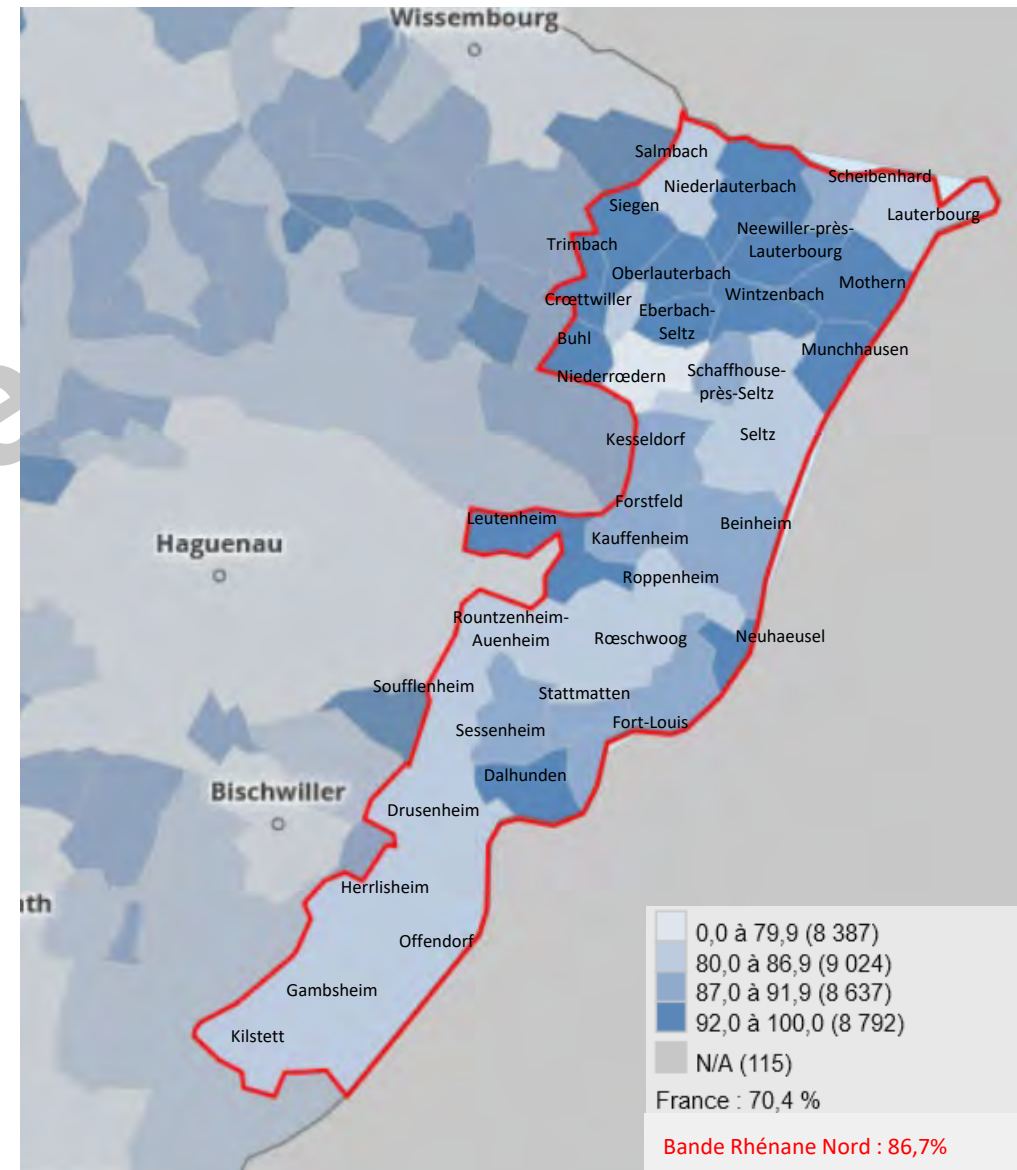 Wissembourg
Salmbach
Niederlauterbach
Scheibenhard
Siegen
Lauterbourg
Neewiller-près-
Lauterbourg
Trimbach
Oberlauterbach
Mothern
Crœttwiller
Wintzenbach
Eberbach-
Seltz
Buhl
Munchhausen
Niederrœdern
Schaffhouse-
près-Seltz
Kesseldorf
Seltz
Forstfeld
Leutenheim
Beinheim
Kauffenheim
Haguenau
Roppenheim
Rountzenheim-
Auenheim
Rœschwoog
Neuhaeusel
Soufflenheim
Stattmatten
Fort-Louis
Sessenheim
Dalhunden
Bischwiller
Drusenheim
Herrlisheim
ath
Offendorf
Gambsheim
Kilstett
0,0 à 79,9 (8 387)
80,0 à 86,9 (9 024)
87,0 à 91,9 (8 637)
92,0 à 100,0 (8 792)
N/A (115)
France : 70,4 %
Bande Rhénane Nord : 86,7%